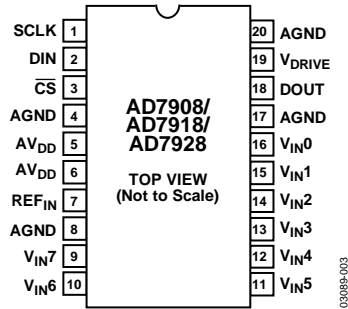 SCLK 1
DIN 2
CS 3
AGND 4
AVDD 5
AVDD 6
REFIN 7
AGND 8
VIN7 9
VIN6 10
AD7908/
AD7918/
AD7928
TOP VIEW
(Not to Scale)
20 AGND
19 VDRIVE
18 DOUT
17 AGND
16 VIN0
15 VIN1
14 VIN2
13 VIN3
12 VIN4
11 VIN5
03089-003